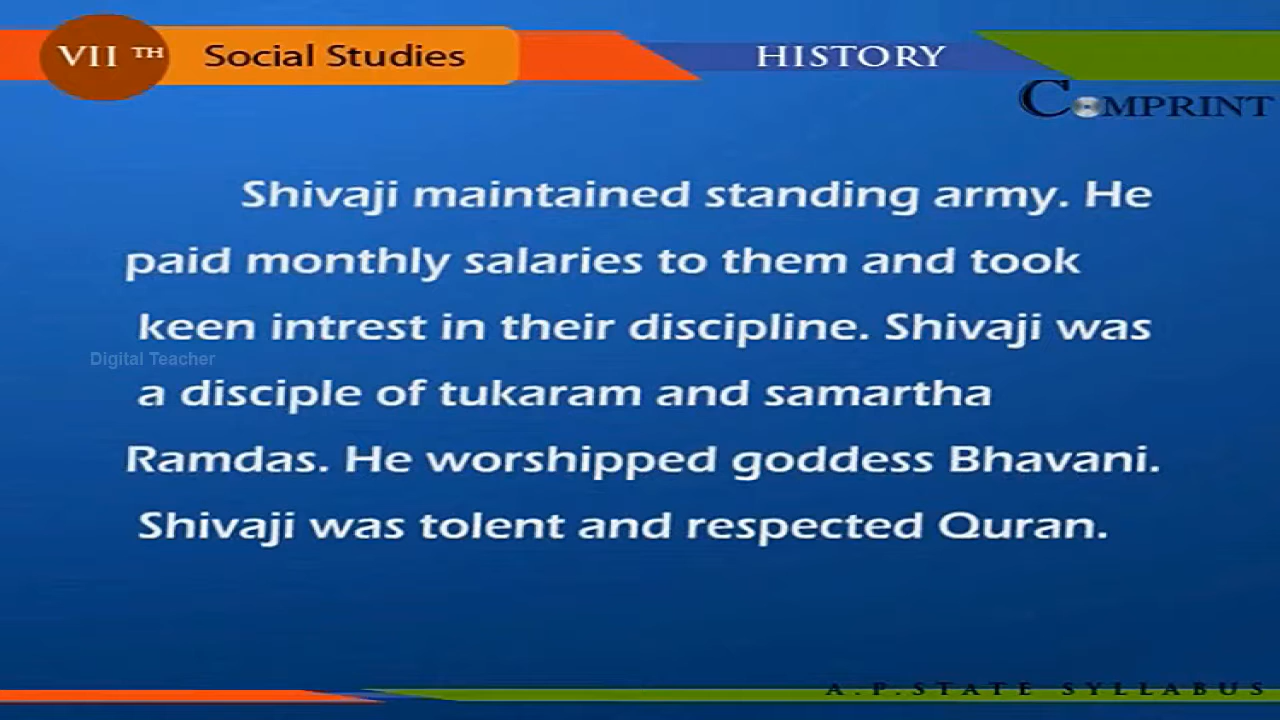 VII TH Social Studies HISTORY
COMPRINT
Shivaji maintained standing army. He
paid monthly salaries to them and took
keen intrest in their discipline. Shivaji was
Digital Teacher
a disciple of tukaram and samartha
Ramdas. He worshipped goddess Bhavani.
Shivaji was tolent and respected Quran.
A.P.STATE SYLLABUS